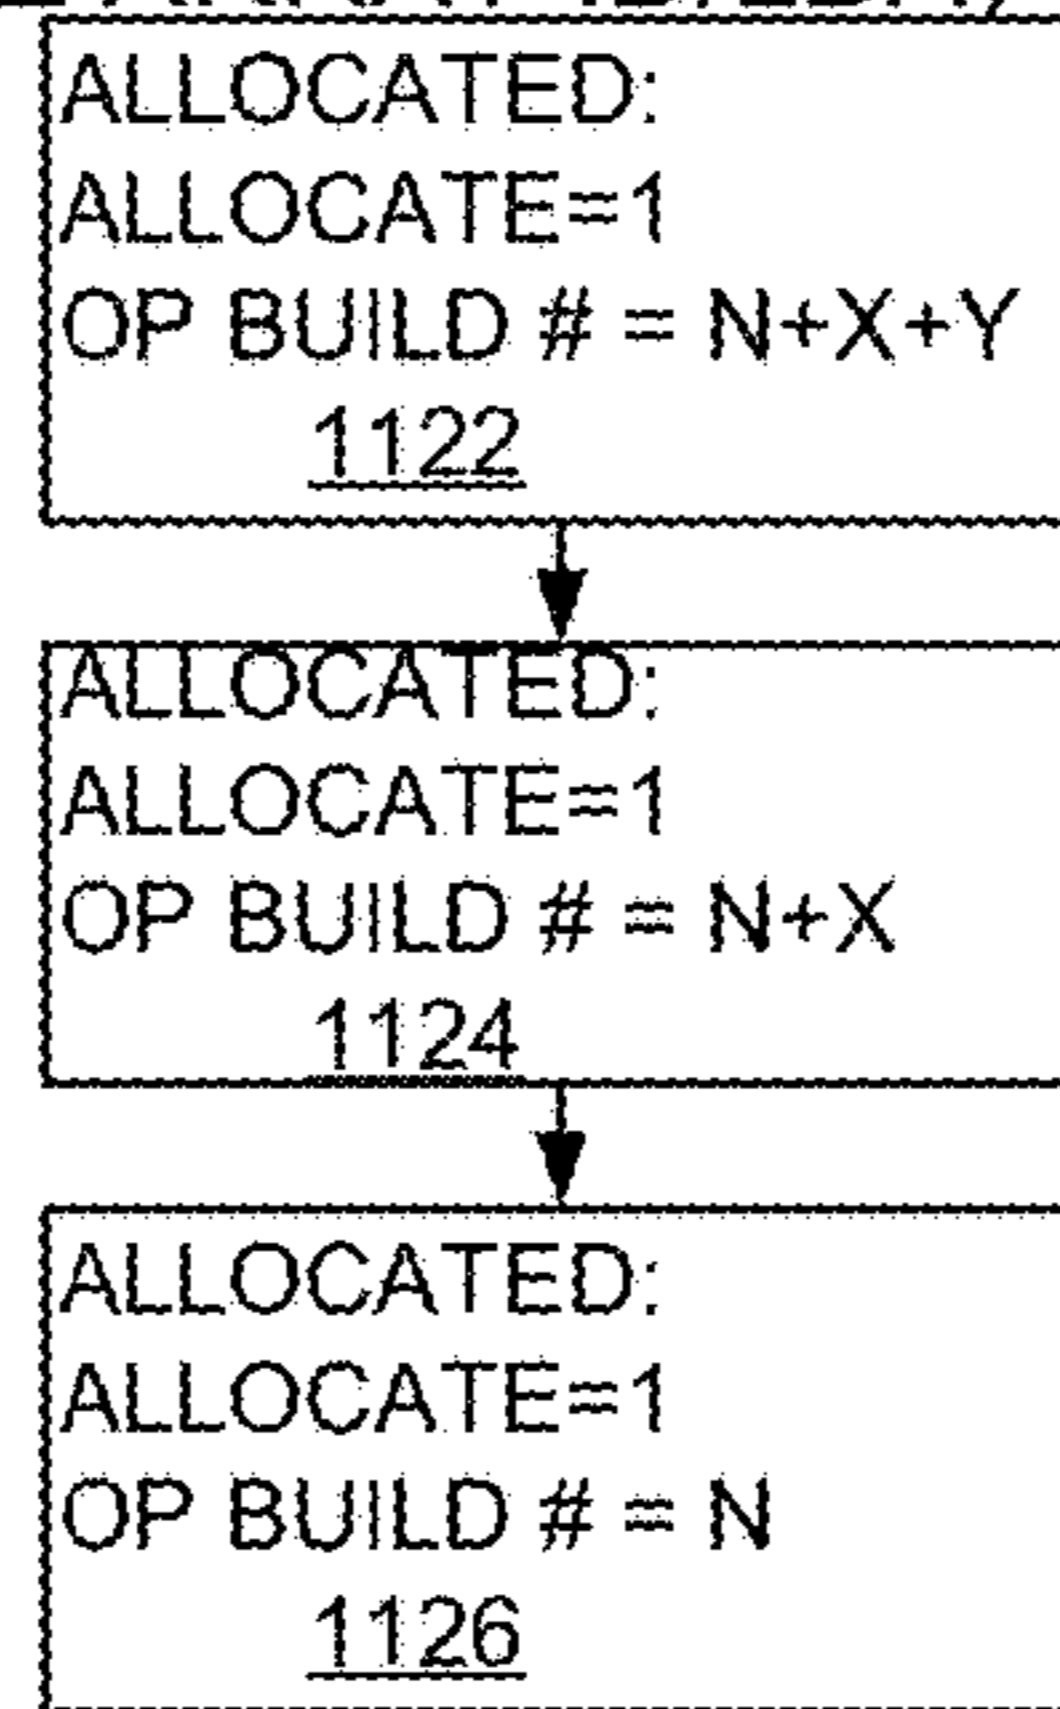 ALLOCATED:
ALLOCATE=1
OP BUILD # = N+X+Y
1122
ALLOCATED:
ALLOCATE=1
OP BUILD # = N+X
1124
ALLOCATED:
ALLOCATE=1
OP BUILD # = N
1126